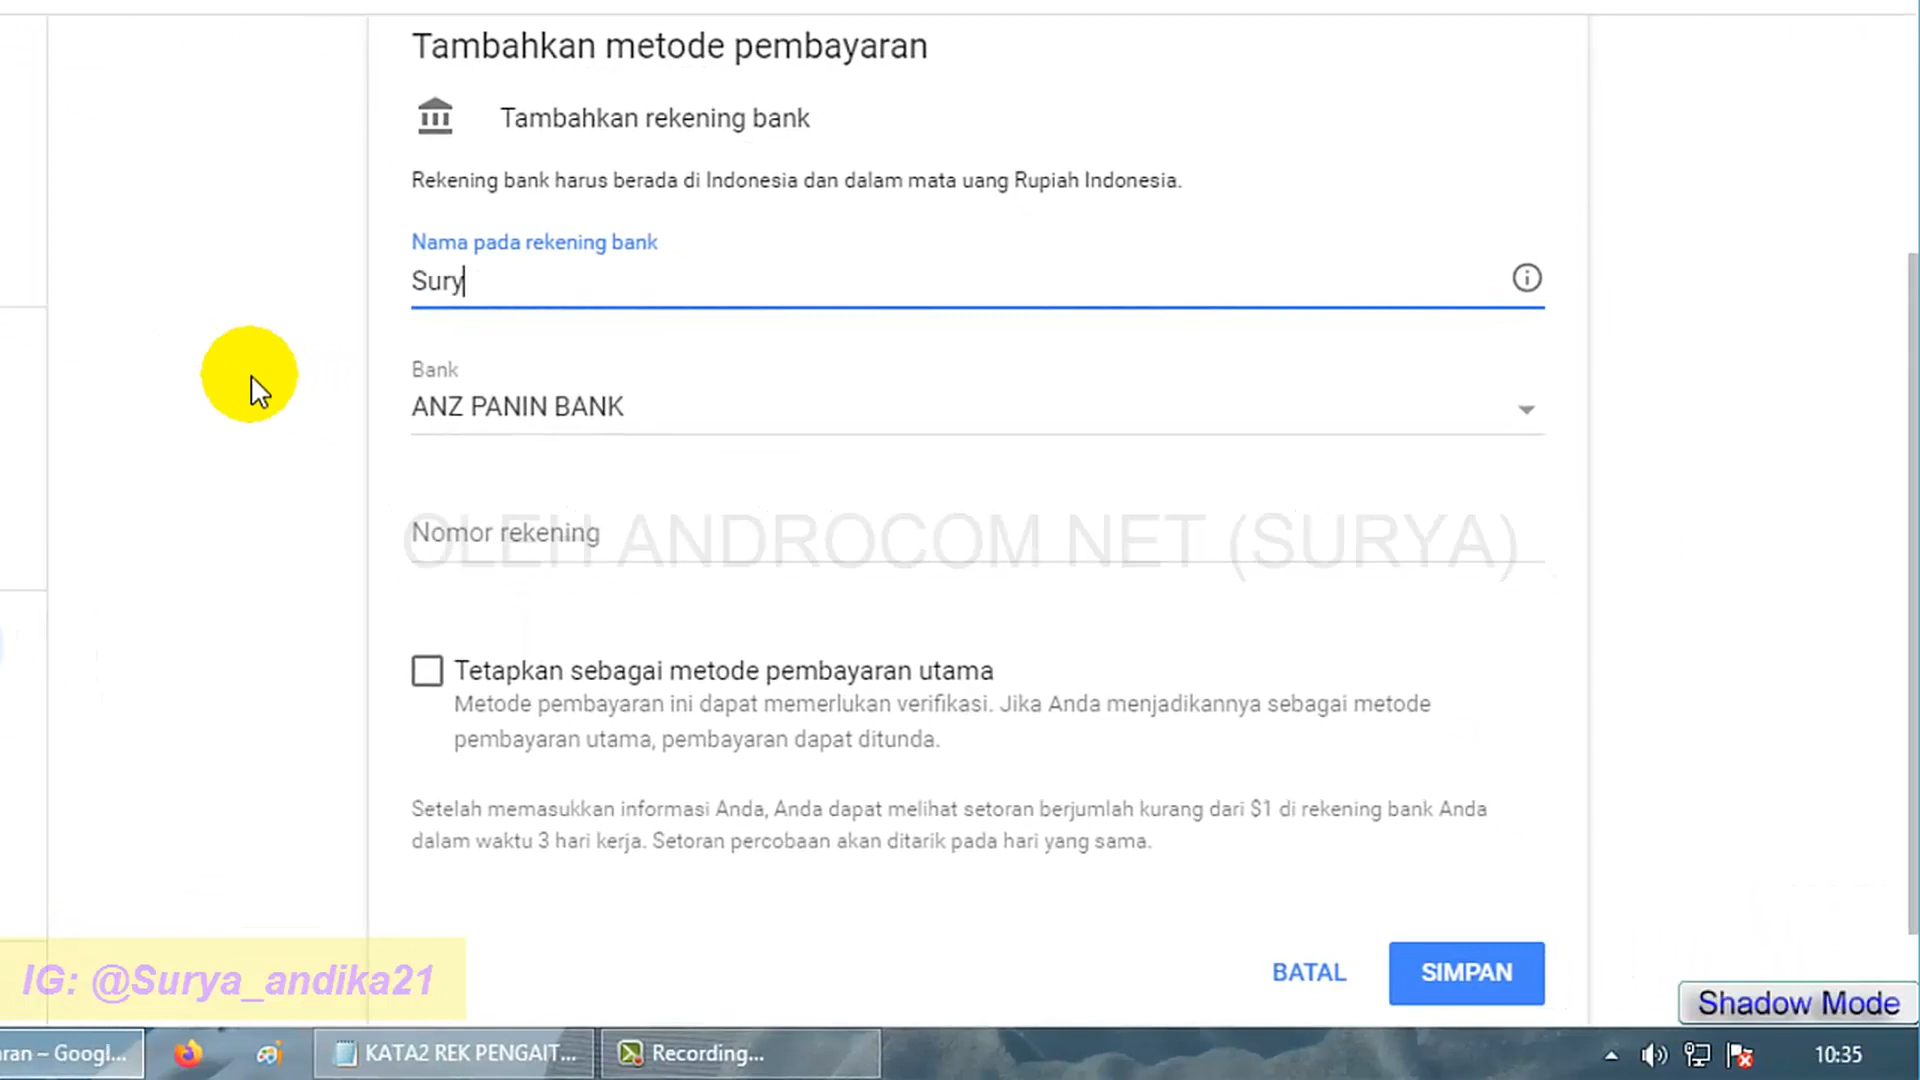 Tambahkan metode pembayaran
Tambahkan rekening bank
Rekening bank harus berada di Indonesia dan dalam mata uang Rupiah Indonesia.
Nama pada rekening bank
Sury
Bank
ANZ PANIN BANK
Nomor rekening
OLEH ANDROCOM NET (SURYA)
Tetapkan sebagai metode pembayaran utama
Metode pembayaran ini dapat memerlukan verifikasi. Jika Anda menjadikannya sebagai metode
pembayaran utama, pembayaran dapat ditunda.
Setelah memasukkan informasi Anda, Anda dapat melihat setoran berjumlah kurang dari $1 di rekening bank Anda
dalam waktu 3 hari kerja. Setoran percobaan akan ditarik pada hari yang sama.
IG: @Surya_andika21
BATAL
SIMPAN
Shadow Mode
aran – Googl...
KATA2 REK PENGAIT...
Recording...
10:35